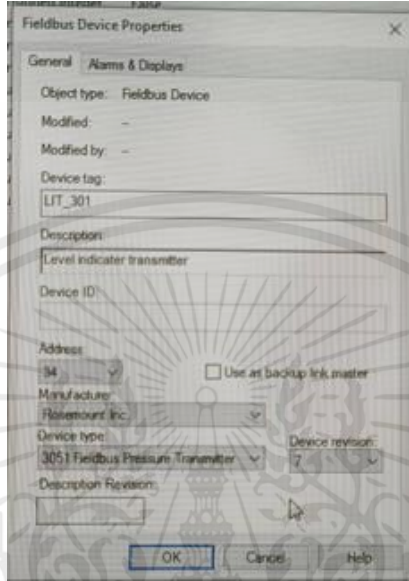 False
Fieldbus Device Properties
General Alarms & Displays
Object type: Fieldbus Device
Modified: –
Modified by: –
Device tag:
LIT_301
Description:
Level indicater transmitter
Device ID:
Address
Use as backup link master
Manufacturer:
Rosemount Inc.
Device type: Device revision:
3051 Fieldbus Pressure Transmitter 7
Description Revision:
OK Cancel Help